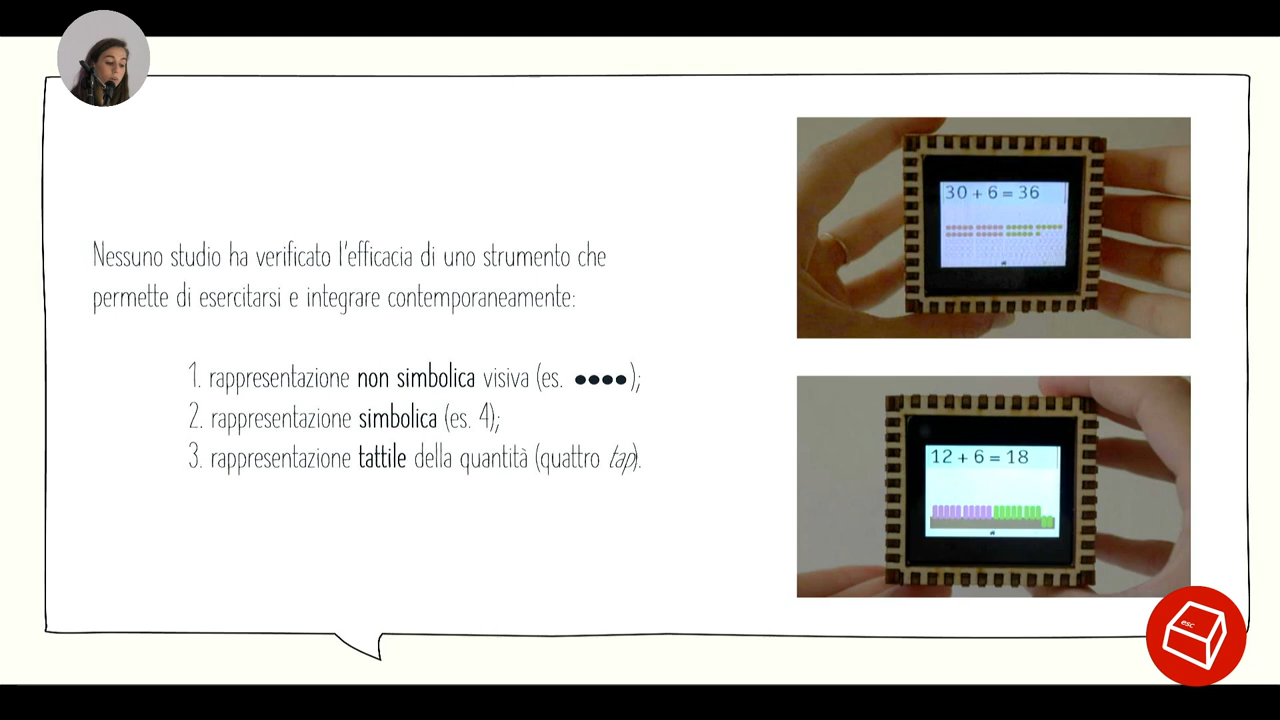 Nessuno studio ha verificato l'efficacia di uno strumento che
permette di esercitarsi e integrare contemporaneamente:
1. rappresentazione non simbolica visiva (es. ●●●●);
2. rappresentazione simbolica (es. 4);
3. rappresentazione tattile della quantità (quattro tap).
30 + 6 = 36
12 + 6 = 18
esc